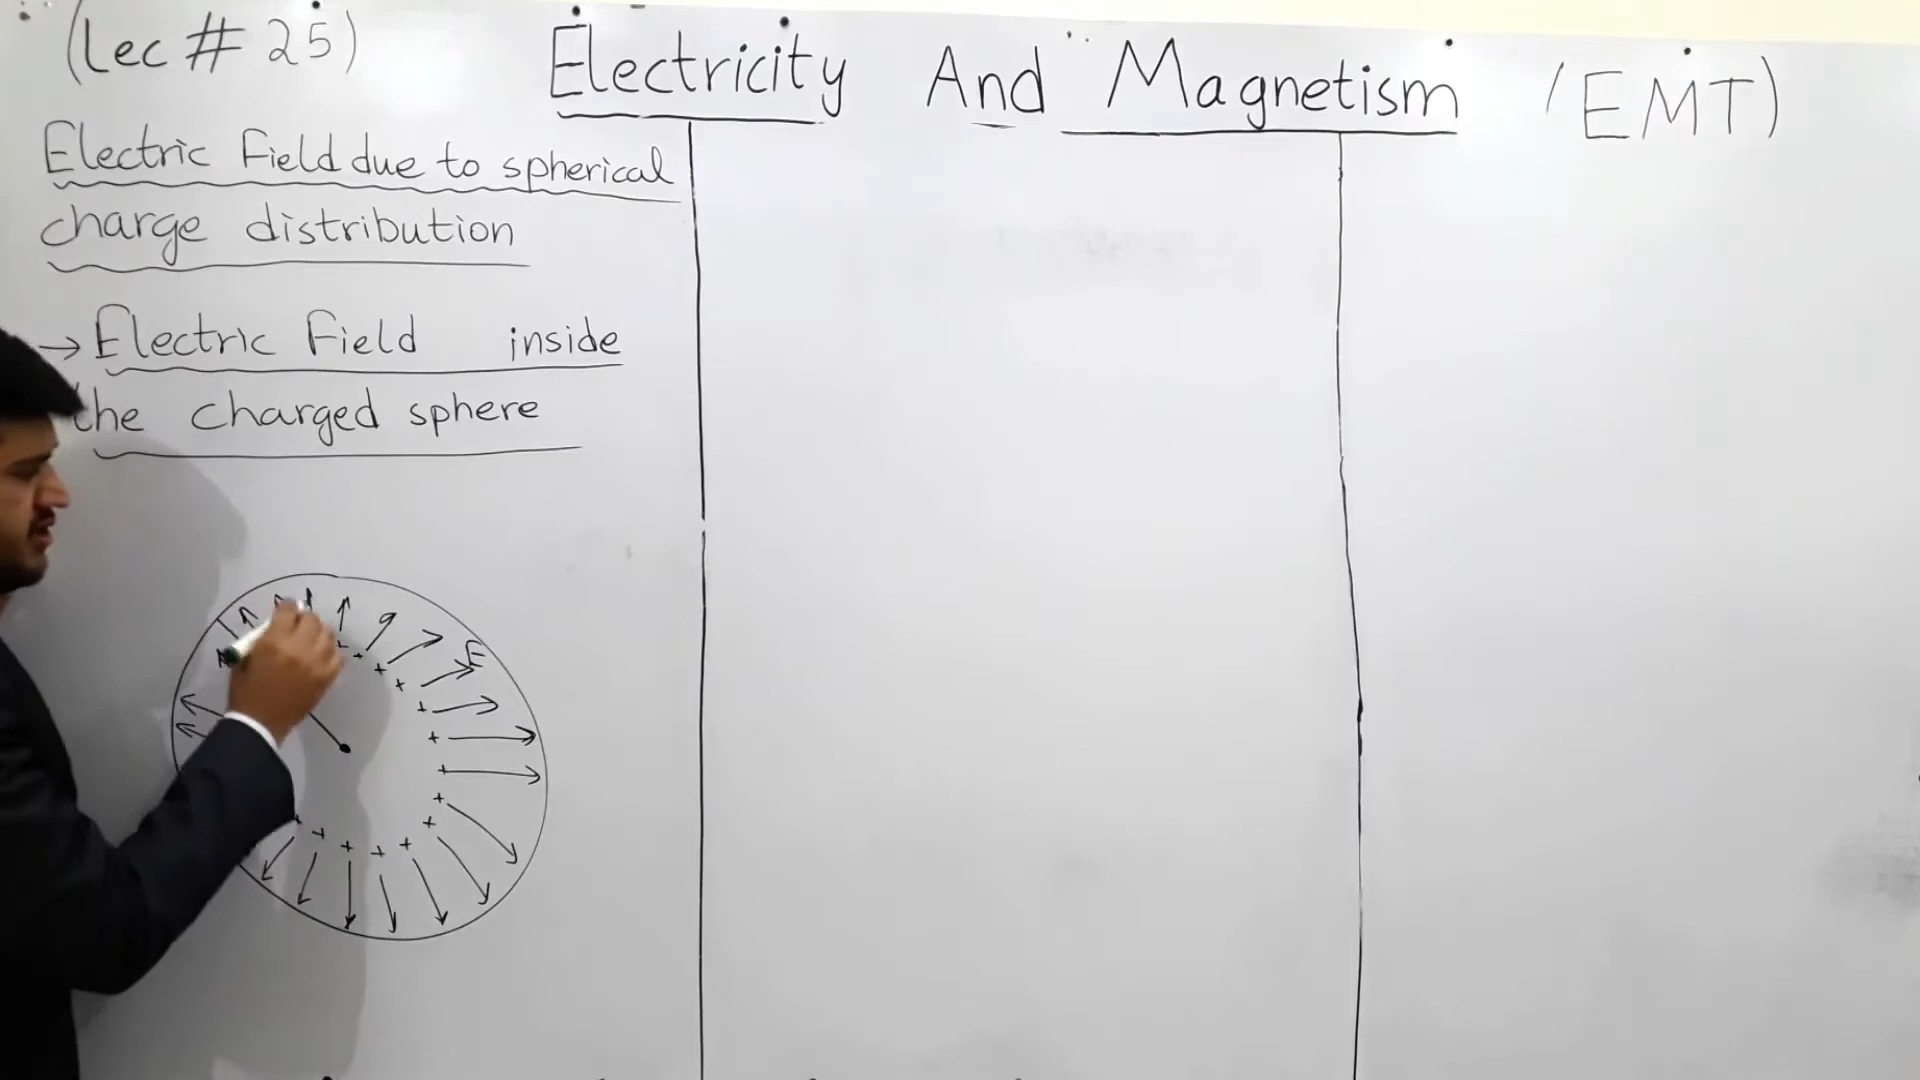 (Lec # 25)
Electricity And Magnetism (EMT)
Electric Field due to spherical
charge distribution
→ Electric Field inside
the charged sphere
E